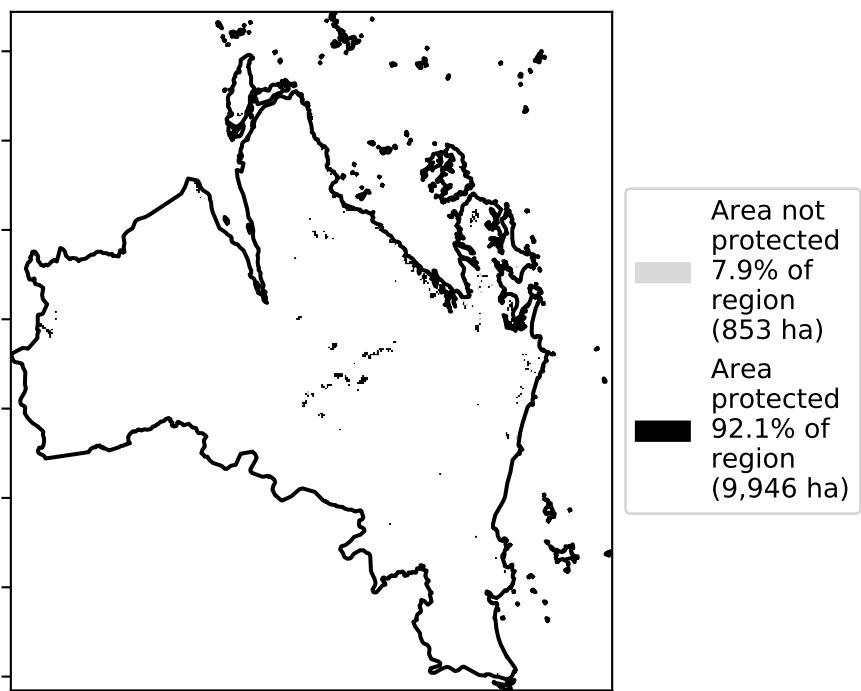 Area not
protected
7.9% of
region
(853 ha)
Area
protected
92.1% of
region
(9,946 ha)